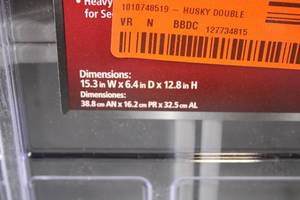 • Heavy
for Se
1010748519 – HUSKY DOUBLE
VR N BBDC
127734815
Dimensions:
15.3 in W x 6.4 in D x 12.8 in H
Dimensiones:
38.8 cm AN x 16.2 cm PR x 32.5 cm AL